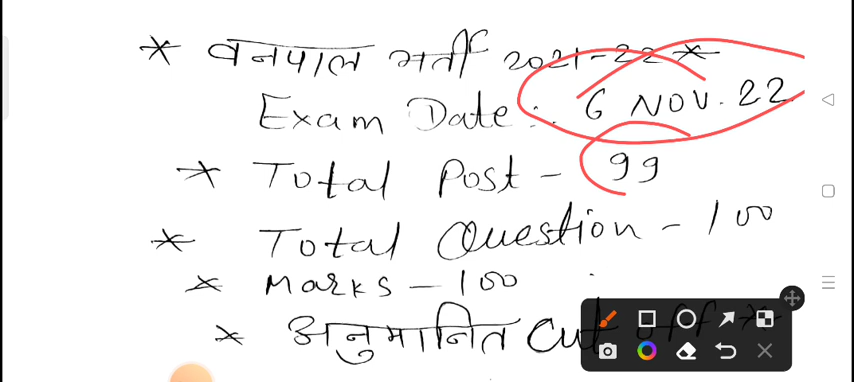 * वनपाल भर्ती 2021-22 *
Exam Date :. 6 NOV. 22
* Total Post - 99
* Total Question - 100
* Marks - 100
* अनुमानित Cut off *